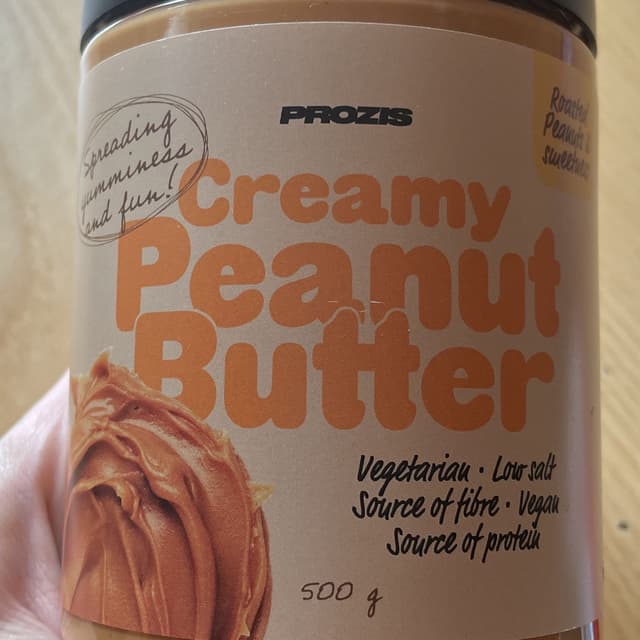 PROZIS
Spreading
yumminess
and fun!
Roasted
Peanuts &
sweetness
Creamy
Peanut
Butter
Vegetarian · Low salt
Source of fibre · Vegan
Source of protein
500 g